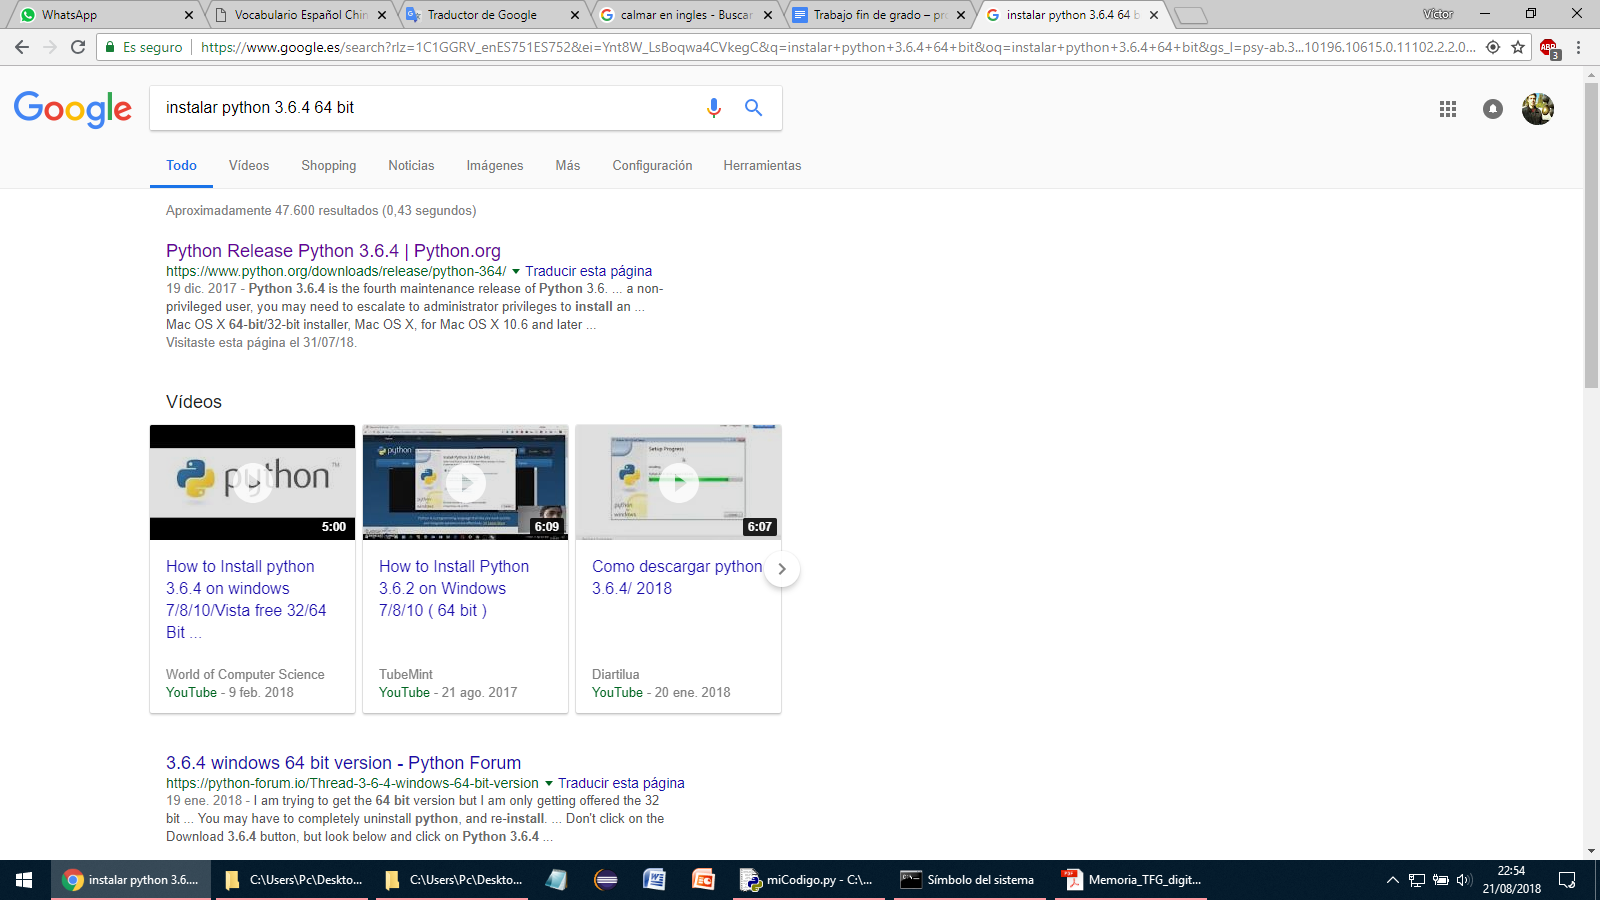 WhatsApp
Vocabulario Español Chin
Traductor de Google
calmar en ingles - Buscar
Trabajo fin de grado – pr
instalar python 3.6.4 64 b
Víctor
Es seguro
https://www.google.es/search?rlz=1C1GGRV_enES751ES752&ei=Ynt8W_LsBoqwa4CVkegC&q=instalar+python+3.6.4+64+bit&oq=instalar+python+3.6.4+64+bit&gs_l=psy-ab.3...10196.10615.0.11102.2.2.0...
ABP
3
Google
instalar python 3.6.4 64 bit
Todo
Vídeos
Shopping
Noticias
Imágenes
Más
Configuración
Herramientas
Aproximadamente 47.600 resultados (0,43 segundos)
Python Release Python 3.6.4 | Python.org
https://www.python.org/downloads/release/python-364/ Traducir esta página
19 dic. 2017 - Python 3.6.4 is the fourth maintenance release of Python 3.6. ... a non-
privileged user, you may need to escalate to administrator privileges to install an ...
Mac OS X 64-bit/32-bit installer, Mac OS X, for Mac OS X 10.6 and later ...
Visitaste esta página el 31/07/18.
Vídeos
python™
5:00
python
6:09
Setup Progress
python
windows
6:07
How to Install python
3.6.4 on windows
7/8/10/Vista free 32/64
Bit ...
World of Computer Science
YouTube - 9 feb. 2018
How to Install Python
3.6.2 on Windows
7/8/10 ( 64 bit )
TubeMint
YouTube - 21 ago. 2017
Como descargar python
3.6.4/ 2018
Diartilua
YouTube - 20 ene. 2018
3.6.4 windows 64 bit version - Python Forum
https://python-forum.io/Thread-3-6-4-windows-64-bit-version Traducir esta página
19 ene. 2018 - I am trying to get the 64 bit version but I am only getting offered the 32
bit ... You may have to completely uninstall python, and re-install. ... Don't click on the
Download 3.6.4 button, but look below and click on Python 3.6.4 ...
instalar python 3.6....
C:\Users\Pc\Deskto...
C:\Users\Pc\Deskto...
miCodigo.py - C:\...
Símbolo del sistema
Memoria_TFG_digit...
22:54
21/08/2018